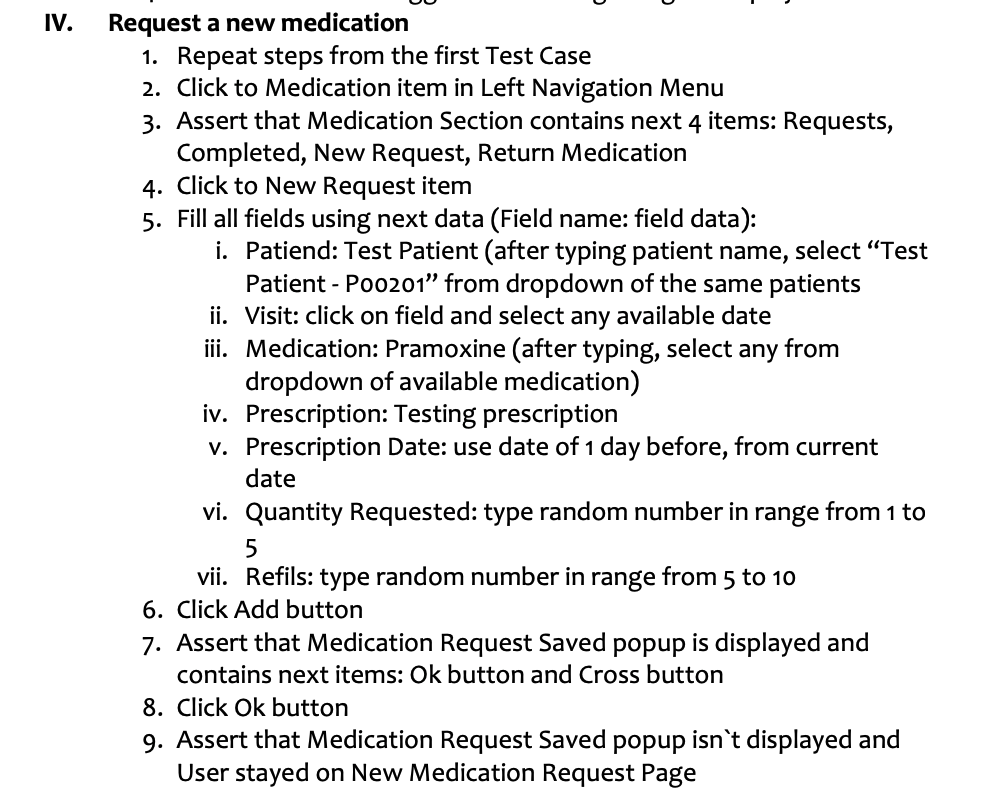 IV. Request a new medication
1. Repeat steps from the first Test Case
2. Click to Medication item in Left Navigation Menu
3. Assert that Medication Section contains next 4 items: Requests,
Completed, New Request, Return Medication
4. Click to New Request item
5. Fill all fields using next data (Field name: field data):
i. Patiend: Test Patient (after typing patient name, select “Test
Patient - P00201” from dropdown of the same patients
ii. Visit: click on field and select any available date
iii. Medication: Pramoxine (after typing, select any from
dropdown of available medication)
iv. Prescription: Testing prescription
v. Prescription Date: use date of 1 day before, from current
date
vi. Quantity Requested: type random number in range from 1 to
5
vii. Refils: type random number in range from 5 to 10
6. Click Add button
7. Assert that Medication Request Saved popup is displayed and
contains next items: Ok button and Cross button
8. Click Ok button
9. Assert that Medication Request Saved popup isn`t displayed and
User stayed on New Medication Request Page